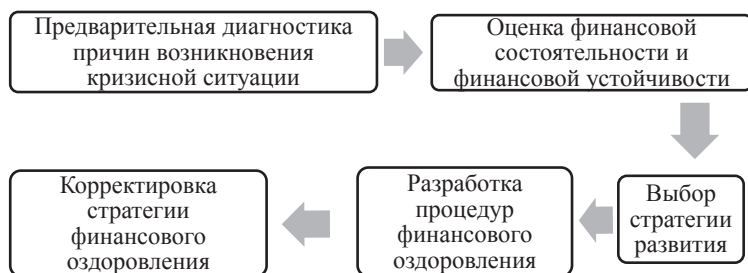 Предварительная диагностика
причин возникновения
кризисной ситуации
Оценка финансовой
состоятельности и
финансовой устойчивости
Выбор
стратегии
развития
Разработка
процедур
финансового
оздоровления
Корректировка
стратегии
финансового
оздоровления